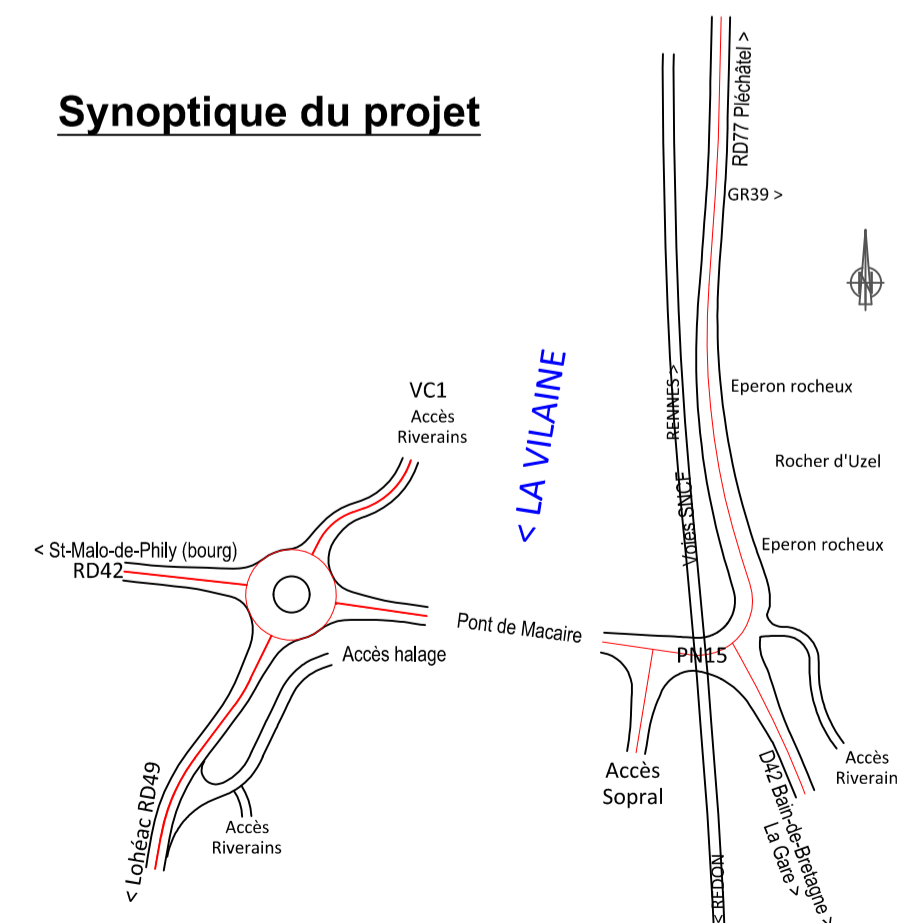 Synoptique du projet
RD77 Pléchâtel >
GR39 >
N
RENNES >
Eperon rocheux
< LA VILAINE
VC1
Accès
Riverains
Rocher d'Uzel
Voies SNCF
Eperon rocheux
< St-Malo-de-Phily (bourg)
RD42
Pont de Macaire
Accès halage
PN15
Accès
Sopral
Accès
Riverain
D42 Bain-de-Bretagne >
La Gare >
< Lohéac RD49
Accès
Riverains
< REDON